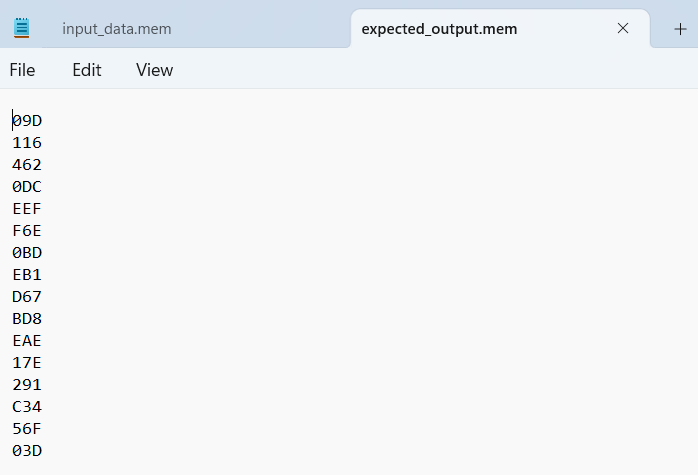 input_data.mem
expected_output.mem
File Edit View
09D
116
462
0DC
EEF
F6E
0BD
EB1
D67
BD8
EAE
17E
291
C34
56F
03D